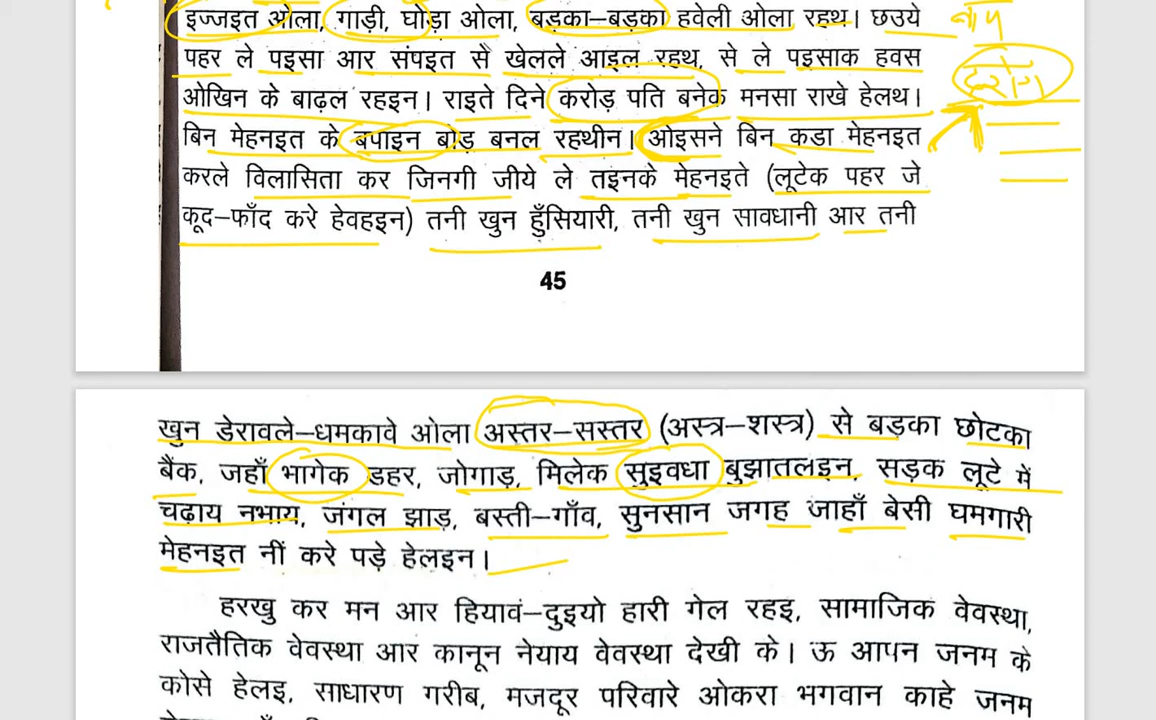 इज्जइत ओला, गाड़ी, घोड़ा ओला, बड़का–बड़का हवेली ओला रहथ। छउये
बाप
पहर ले पइसा आर संपइत सें खेलले आइल रहथ, से ले पइसाक हवस
दरोगा
ओखिन के बाढ़ल रहइन। राइते दिने करोड़ पति बनेक मनसा राखे हेलथ।
बिन मेहनइत के बपाइन बोड़ बनल रहथीन। ओइसने बिन कडा मेहनइत
करले विलासिता कर जिनगी जीये ले तइनके मेहनइते (लूटेक पहर जे
कूद–फाँद करे हेवहइन) तनी खुन हुँसियारी, तनी खुन सावधानी आर तनी
45
खुन डेरावले–धमकावे ओला अस्तर–सस्तर (अस्त्र–शस्त्र) से बड़का छोटका
बैंक, जहाँ भागेक डहर, जोगाड़, मिलेक सुइवधा बुझातलइन, सड़क लूटे में
चढ़ाय नभाय, जंगल झाड़, बस्ती–गाँव, सुनसान जगह जाहाँ बेसी घमगारी
मेहनइत नीं करे पड़े हेलइन।
हरखु कर मन आर हियावं–दुइयो हारी गेल रहइ, सामाजिक वेवस्था,
राजतैतिक वेवस्था आर कानून नेयाय वेवस्था देखी के। ऊ आपन जनम के
कोसे हेलइ, साधारण गरीब, मजदूर परिवारे ओकरा भगवान काहे जनम